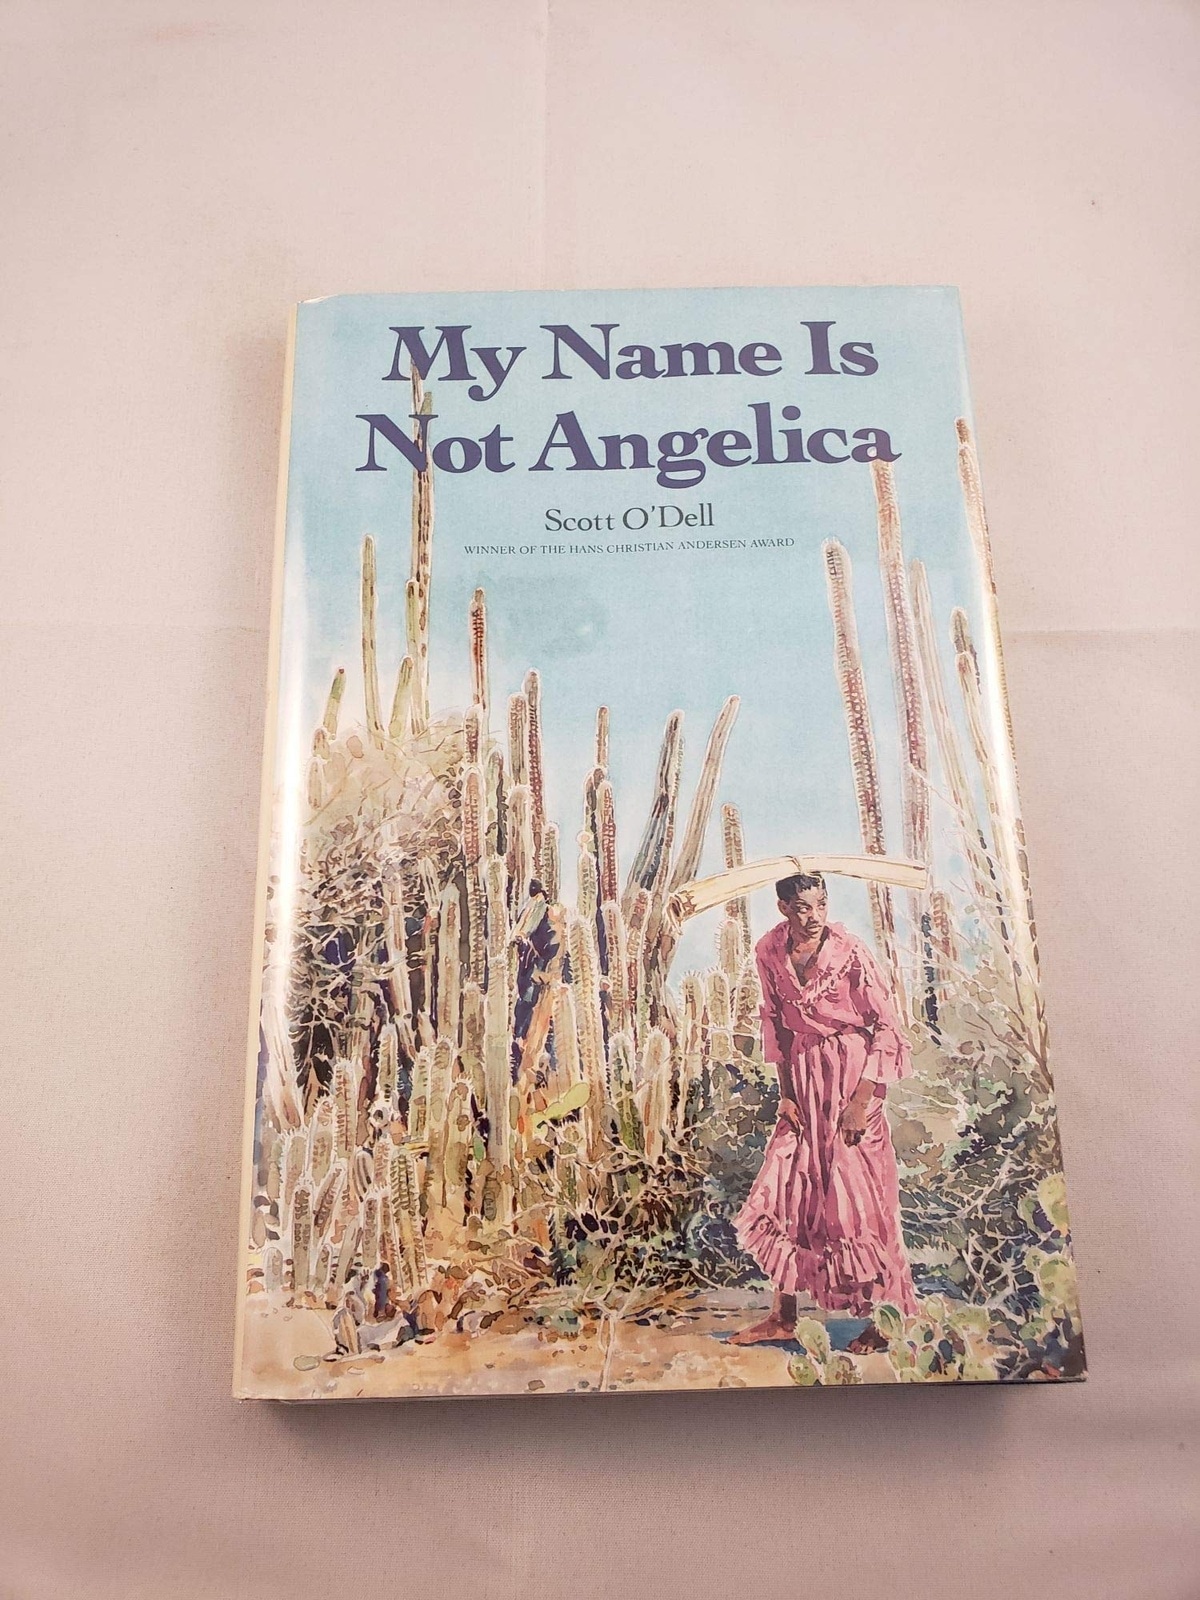 My Name Is
Not Angelica
Scott O'Dell
WINNER OF THE HANS CHRISTIAN ANDERSEN AWARD